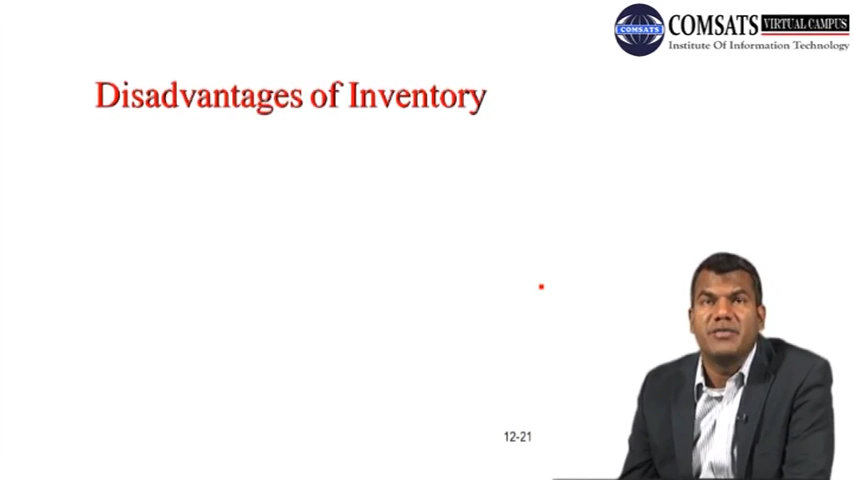 COMSATS
COMSATS VIRTUAL CAMPUS
Institute Of Information Technology
Disadvantages of Inventory
12-21